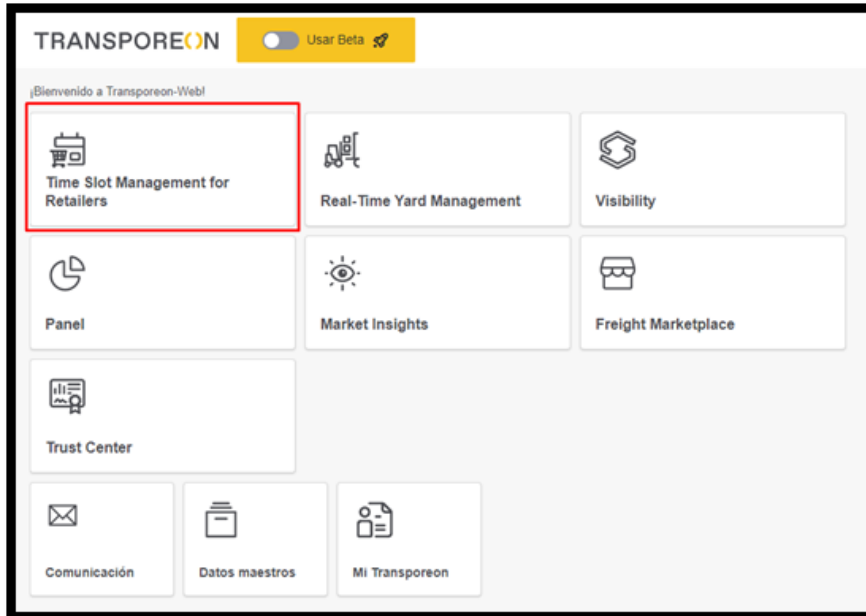 TRANSPOREON
Usar Beta
¡Bienvenido a Transporeon-Web!
Time Slot Management for
Retailers
Real-Time Yard Management
Visibility
Panel
Market Insights
Freight Marketplace
Trust Center
Comunicación
Datos maestros
Mi Transporeon